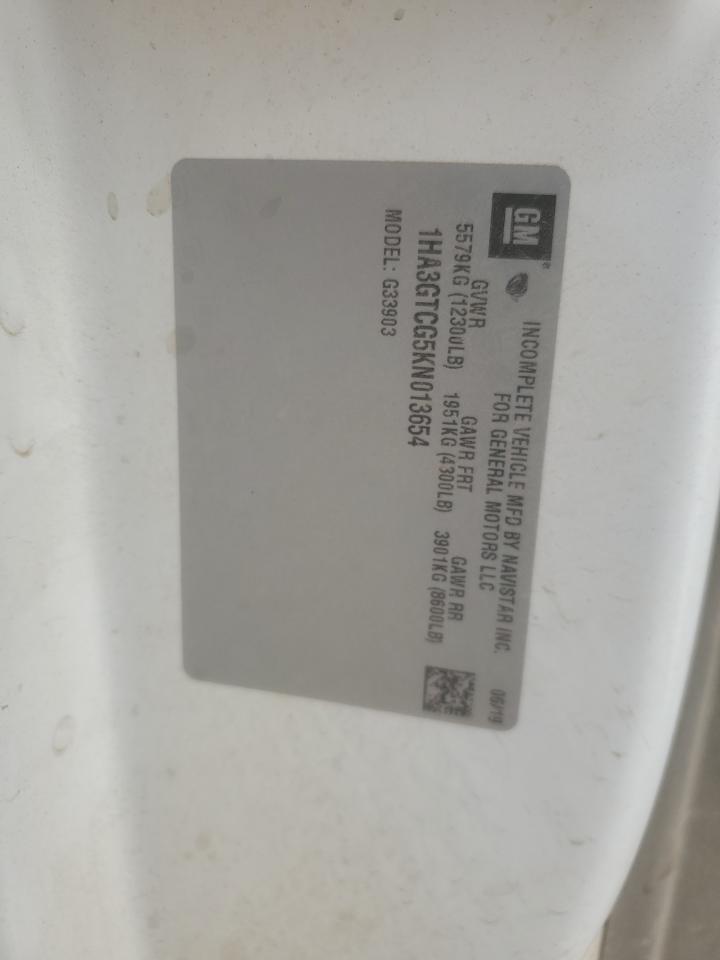 GM®
INCOMPLETE VEHICLE MFD BY NAVISTAR INC. 06/19
FOR GENERAL MOTORS LLC
GVWR GAWR FRT GAWR RR
5579KG (12300LB) 1951KG (4300LB) 3901KG (8600LB)
1HA3GTCG5KN013654
MODEL: G33903